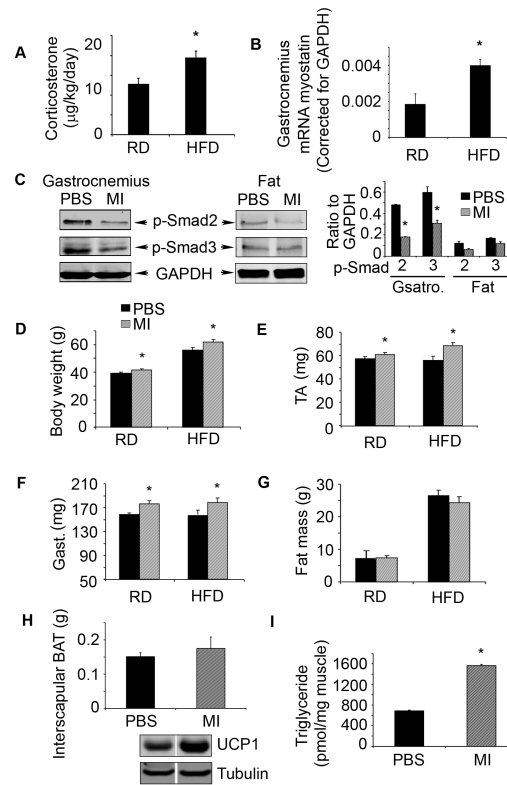 A
Corticosterone
(µg/kg/day)
20
10
0
*
RD HFD
B
Gastrocnemius
mRNA myostatin
(Corrected for GAPDH)
0.004
0.002
0
*
RD HFD
C
Gastrocnemius
PBS MI
Fat
PBS MI
p-Smad2
p-Smad3
GAPDH
Ratio to
GAPDH
0.6
0.4
0.2
0
* *
PBS
MI
p-Smad 2 3 2 3
Gsatro. Fat
PBS
MI
D
Body weight (g)
60
40
20
0
* *
RD HFD
E
TA (mg)
80
60
40
20
0
* *
RD HFD
F
Gast. (mg)
210
170
130
90
50
* *
RD HFD
G
Fat mass (g)
30
20
10
0
RD HFD
H
Interscapular BAT (g)
0.2
0.1
0
PBS MI
UCP1
Tubulin
I
Triglyceride
(pmol/mg muscle)
1600
1200
800
400
0
*
PBS MI